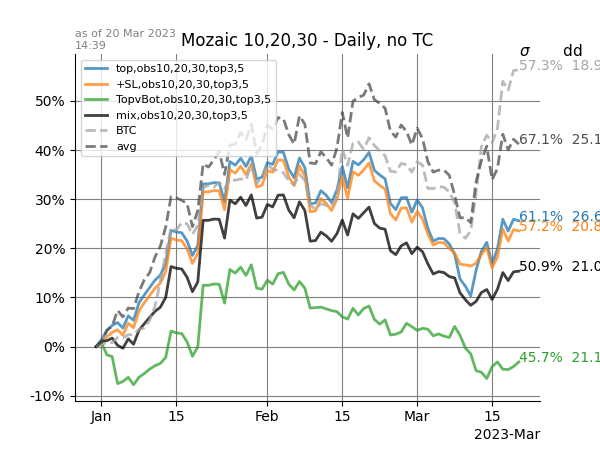 as of 20 Mar 2023
14:39
Mozaic 10,20,30 - Daily, no TC
σ dd
top,obs10,20,30,top3,5
+SL,obs10,20,30,top3,5
TopvBot,obs10,20,30,top3,5
mix,obs10,20,30,top3,5
BTC
avg
57.3% 18.9
67.1% 25.1
61.1% 26.6
57.2% 20.8
50.9% 21.0
45.7% 21.1
50%
40%
30%
20%
10%
0%
-10%
Jan 15 Feb 15 Mar 15
2023-Mar